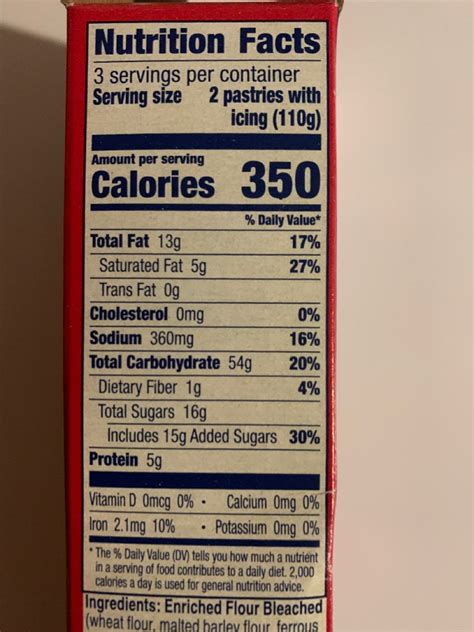 Nutrition Facts
3 servings per container
Serving size 2 pastries with
icing (110g)
Amount per serving
Calories 350
% Daily Value*
Total Fat 13g 17%
Saturated Fat 5g 27%
Trans Fat 0g
Cholesterol 0mg 0%
Sodium 360mg 16%
Total Carbohydrate 54g 20%
Dietary Fiber 1g 4%
Total Sugars 16g
Includes 15g Added Sugars 30%
Protein 5g
Vitamin D 0mcg 0% • Calcium 0mg 0%
Iron 2.1mg 10% • Potassium 0mg 0%
* The % Daily Value (DV) tells you how much a nutrient
in a serving of food contributes to a daily diet. 2,000
calories a day is used for general nutrition advice.
Ingredients: Enriched Flour Bleached
(wheat flour, malted barley flour, ferrous